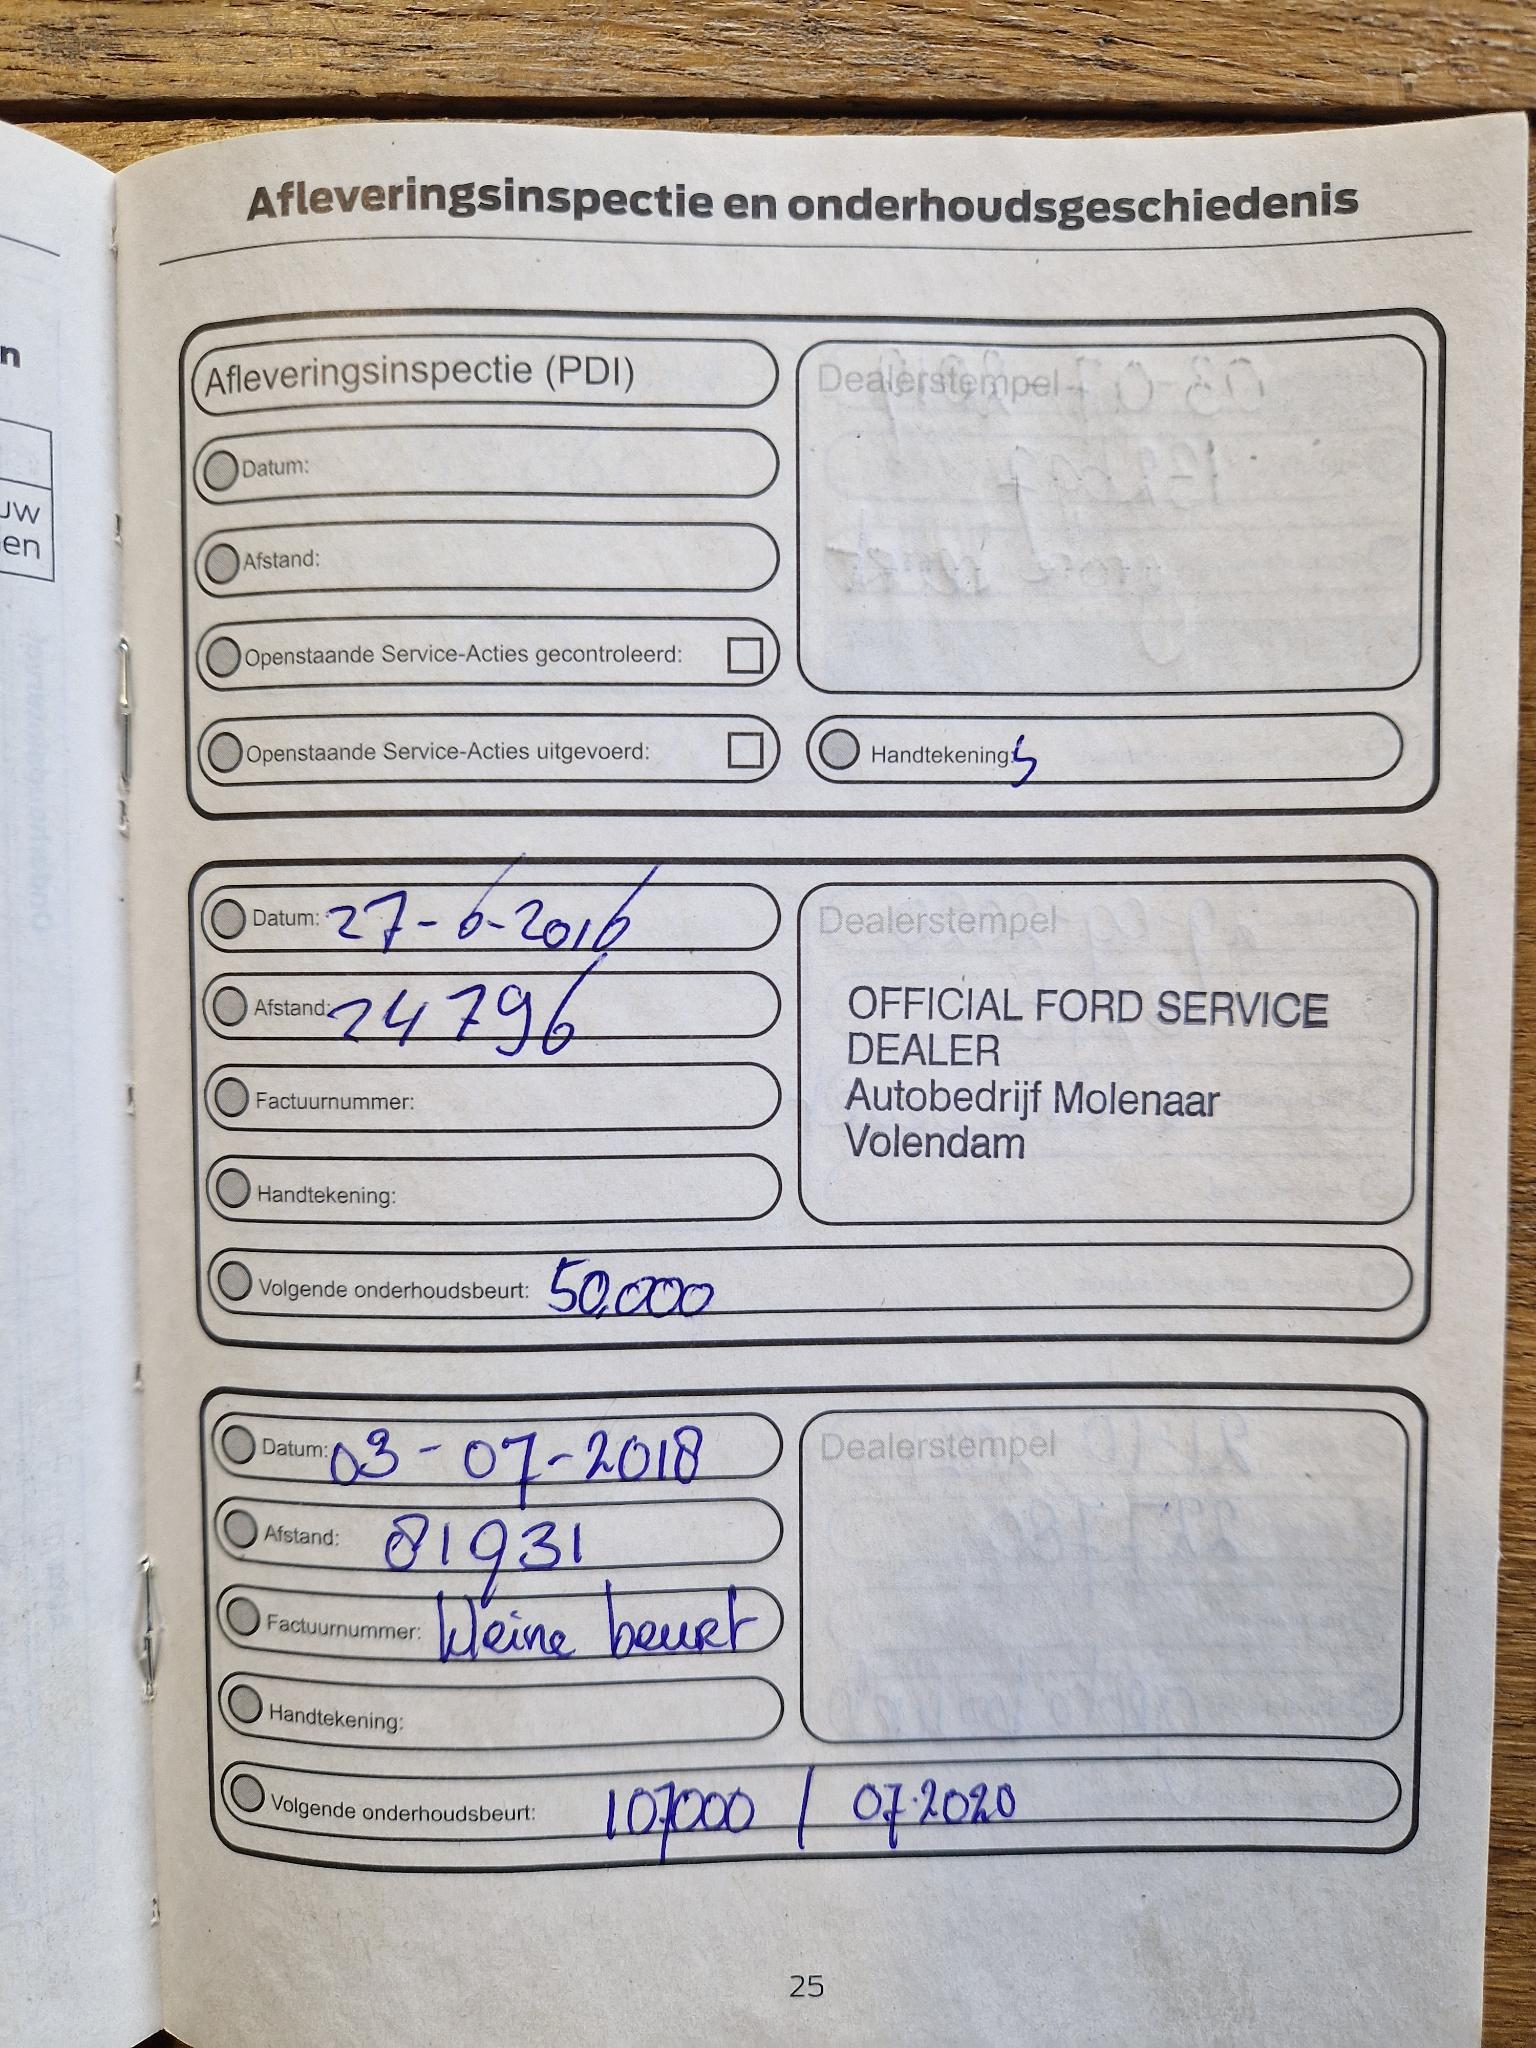 Afleveringsinspectie en onderhoudsgeschiedenis
n
uw
en
Afleveringsinspectie (PDI)
Dealerstempel
Datum:
Afstand:
Openstaande Service-Acties gecontroleerd:
Openstaande Service-Acties uitgevoerd:
Handtekening:
Datum: 27-6-2016
Dealerstempel
Afstand: 24796
OFFICIAL FORD SERVICE
DEALER
Autobedrijf Molenaar
Volendam
Factuurnummer:
Handtekening:
Volgende onderhoudsbeurt: 50.000
Datum: 03-07-2018
Dealerstempel
Afstand: 81931
Factuurnummer: kleine beurt
Handtekening:
Volgende onderhoudsbeurt: 107000 / 07.2020
25